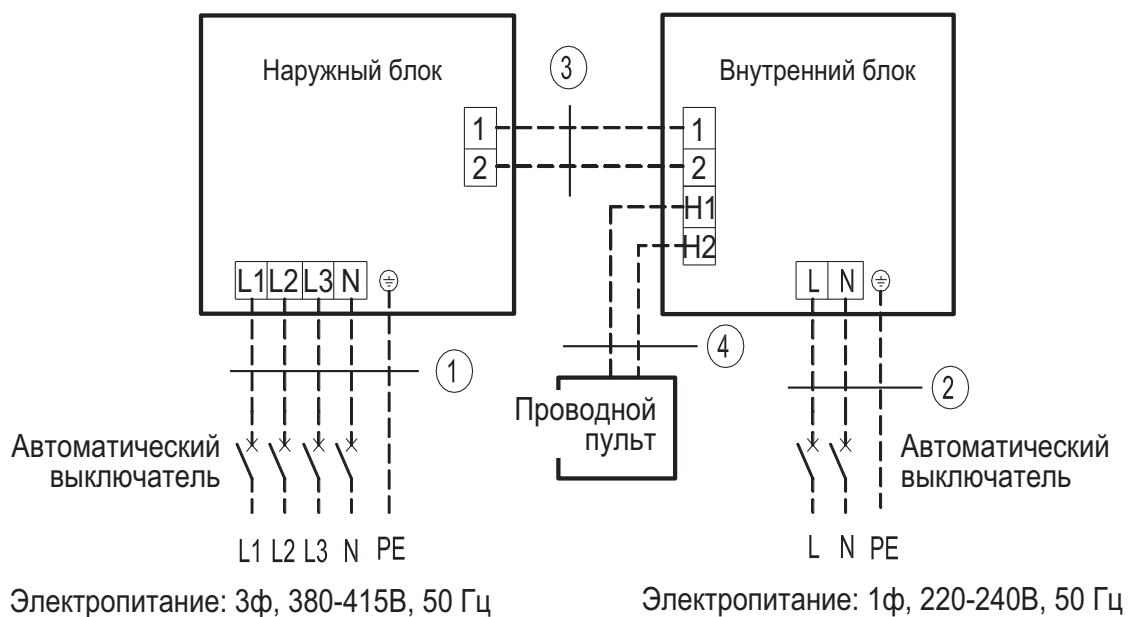 Наружный блок
3
Внутренний блок
1
1
2
2
H1
H2
L1 L2 L3 N
L N
1
4
2
Проводной
пульт
Автоматический
выключатель
Автоматический
выключатель
L1 L2 L3 N PE
L N PE
Электропитание: 3ф, 380-415В, 50 Гц
Электропитание: 1ф, 220-240В, 50 Гц